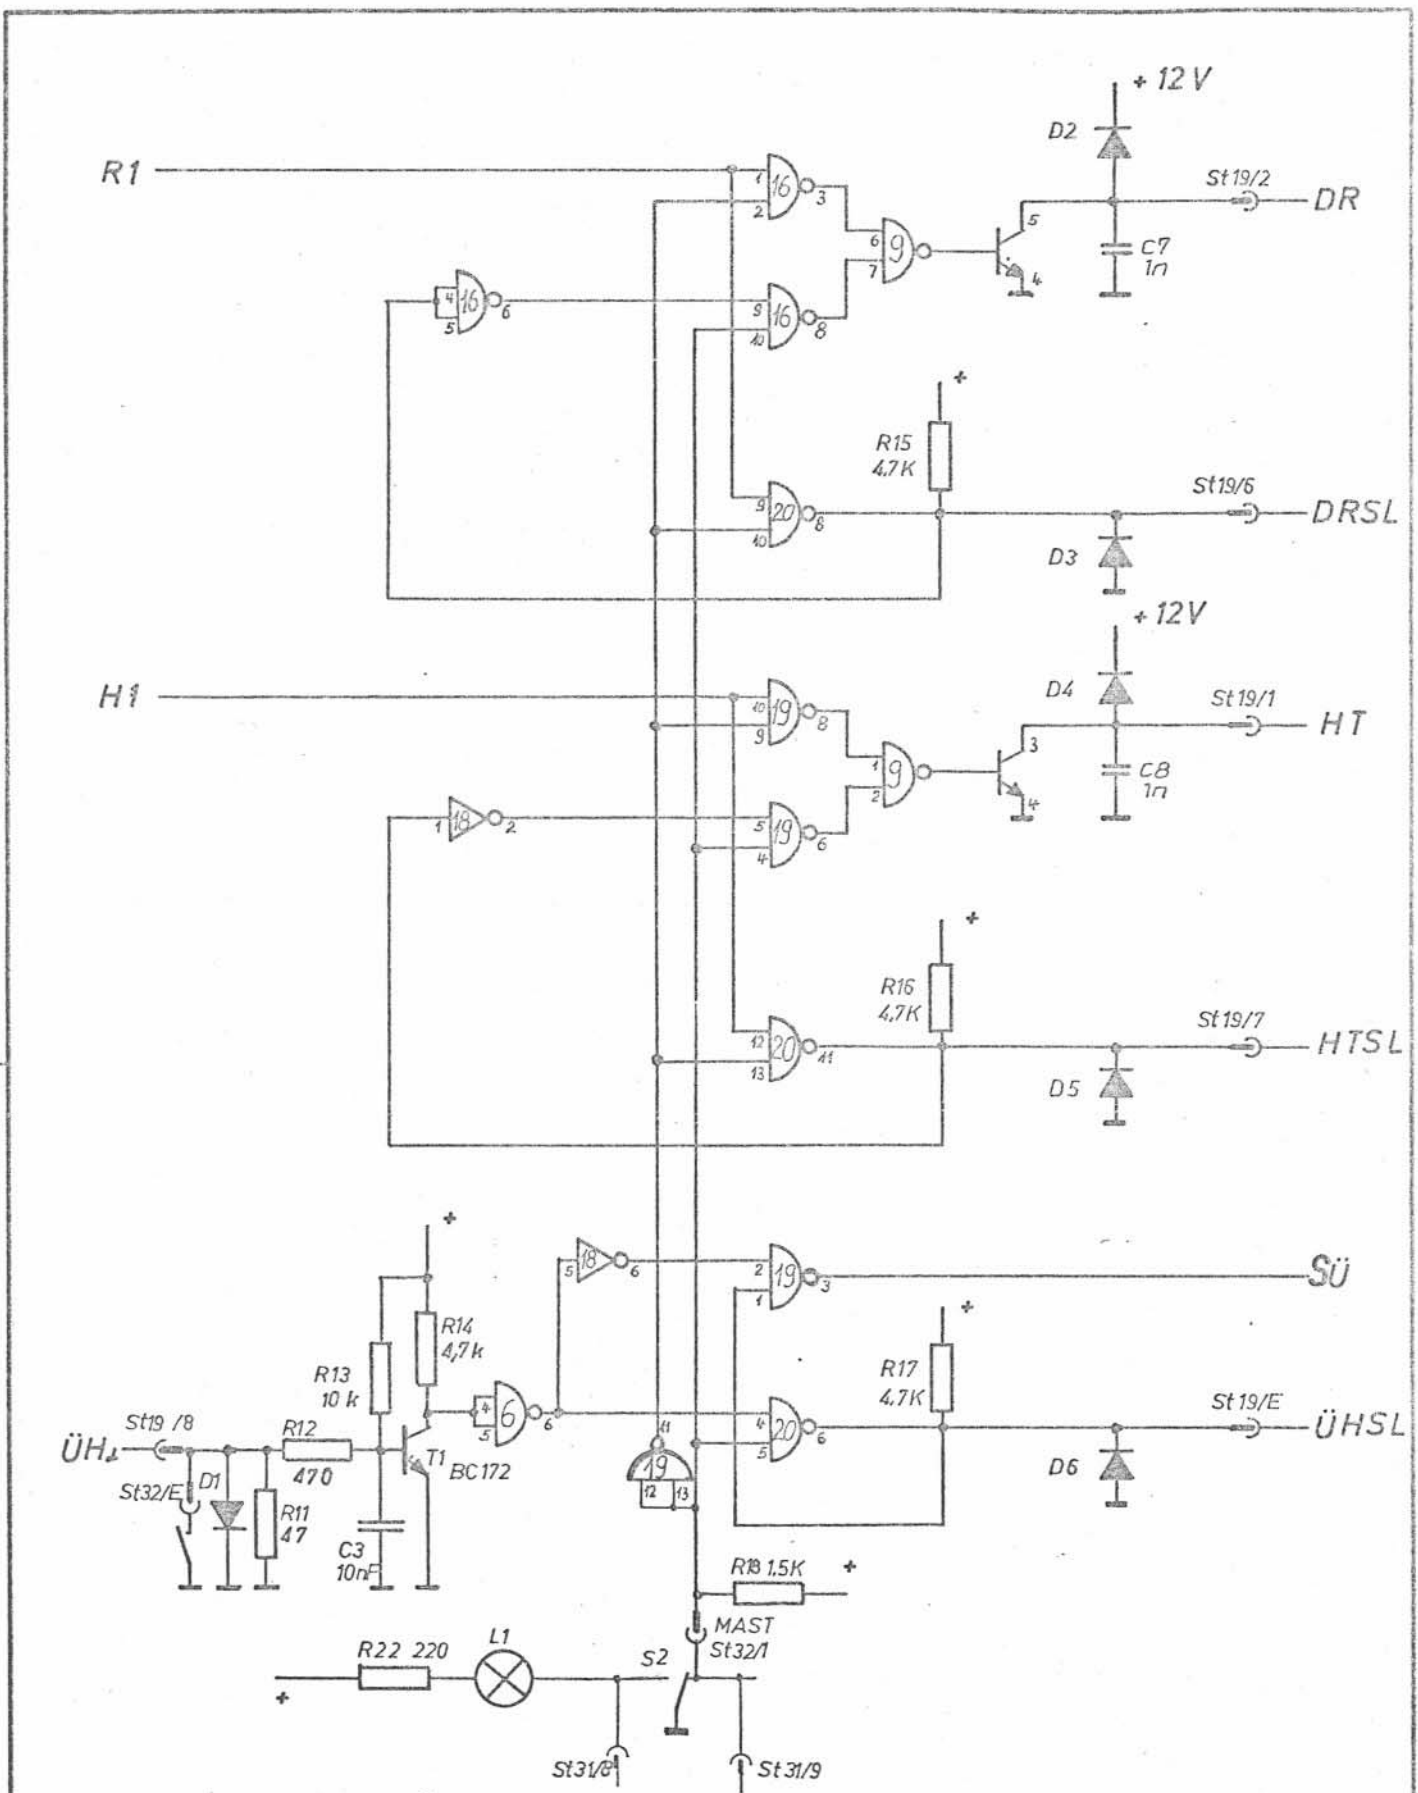 + 12V
D2
St19/2
R1
DR
1
16
2
3
5
6
9
7
4
C7
1n
4
16
5
6
9
16
10
8
+
R15
4.7K
St19/6
9
20
10
8
DRSL
D3
+ 12V
D4
St19/1
H1
10
19
9
8
3
HT
1
9
2
4
C8
1n
1
18
2
5
19
4
6
+
R16
4,7K
St19/7
12
20
13
11
HTSL
D5
+
5
18
6
2
19
1
3
SÜ
+
R14
4,7k
R13
10 k
R17
4.7K
St19 /8
R12
4
6
5
6
4
20
5
6
St19/E
ÜH
470
T1
BC172
11
19
12
13
ÜHSL
D6
St32/E
D1
R11
47
C3
10nF
R18 1.5K
+
MAST
St32/1
R22 220
L1
S2
+
St31/8
St31/9